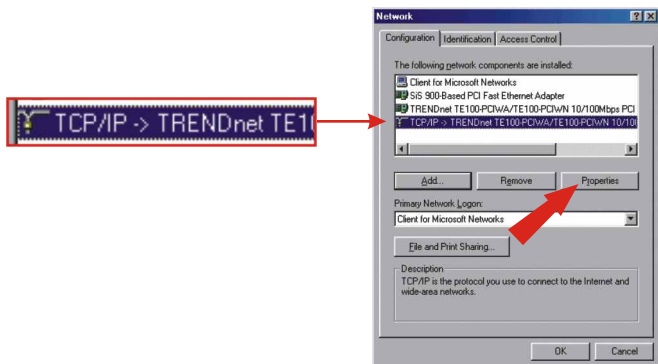 TCP/IP -> TRENDnet TE10
Network
Configuration Identification Access Control
The following network components are installed:
Client for Microsoft Networks
SiS 900-Based PCI Fast Ethernet Adapter
TRENDnet TE100-PCIWA/TE100-PCIWN 10/100Mbps PCI
TCP/IP -> TRENDnet TE100-PCIWA/TE100-PCIWN 10/100
Add... Remove Properties
Primary Network Logon:
Client for Microsoft Networks
File and Print Sharing...
Description
TCP/IP is the protocol you use to connect to the Internet and
wide-area networks.
OK Cancel